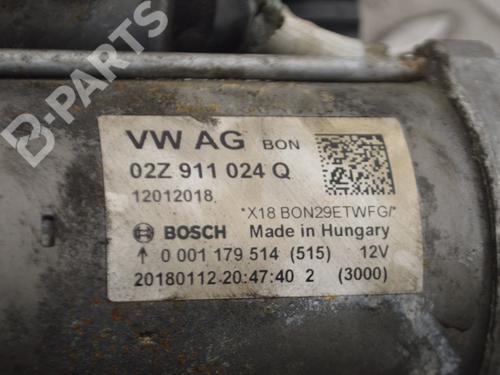 B-PARTS
VW AG BON
02Z 911 024 Q
12012018
*X18 BON29ETWFG/*
BOSCH Made in Hungary
↑ 0 001 179 514 (515) 12V
20180112 20:47:40 2 (3000)
B-PARTS